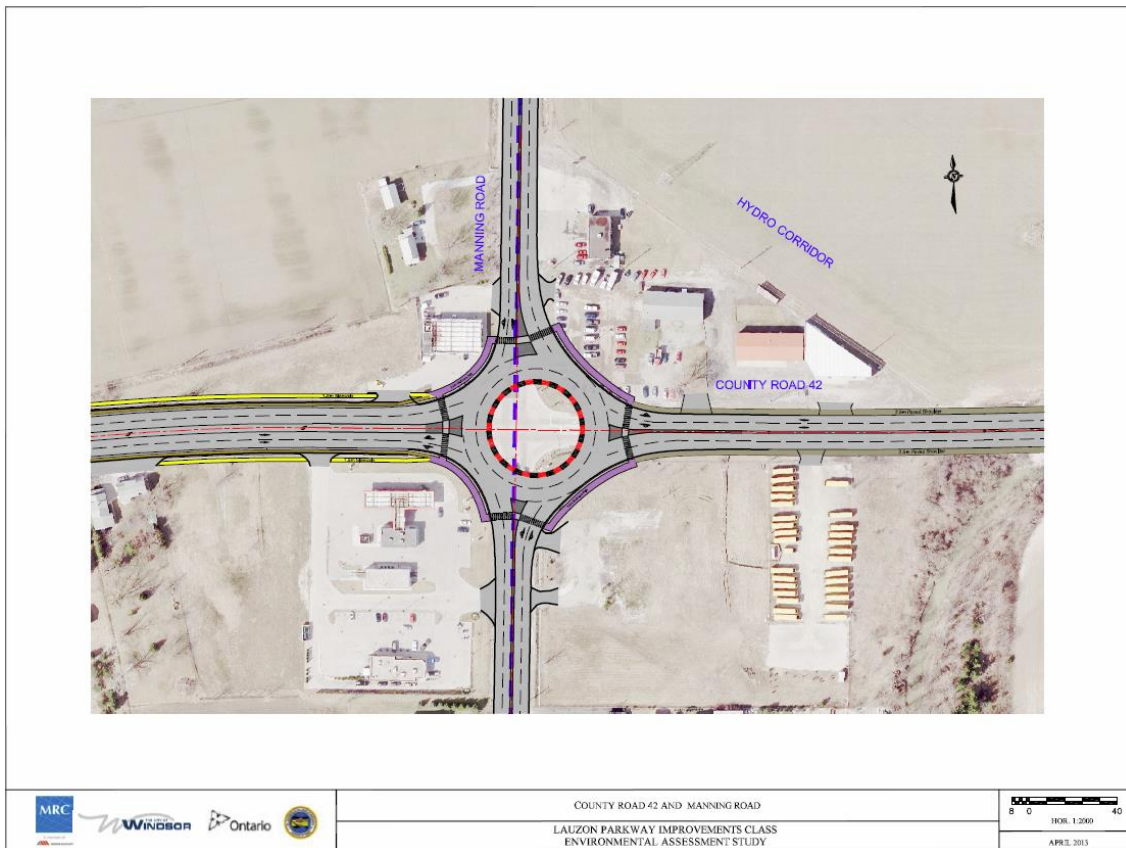 MANNING ROAD
HYDRO CORRIDOR
COUNTY ROAD 42
MRC
WINDSOR
Ontario
COUNTY ROAD 42 AND MANNING ROAD
LAUZON PARKWAY IMPROVEMENTS CLASS
ENVIRONMENTAL ASSESSMENT STUDY
8 0 40
HOR. 1:2000
APRIL 2013